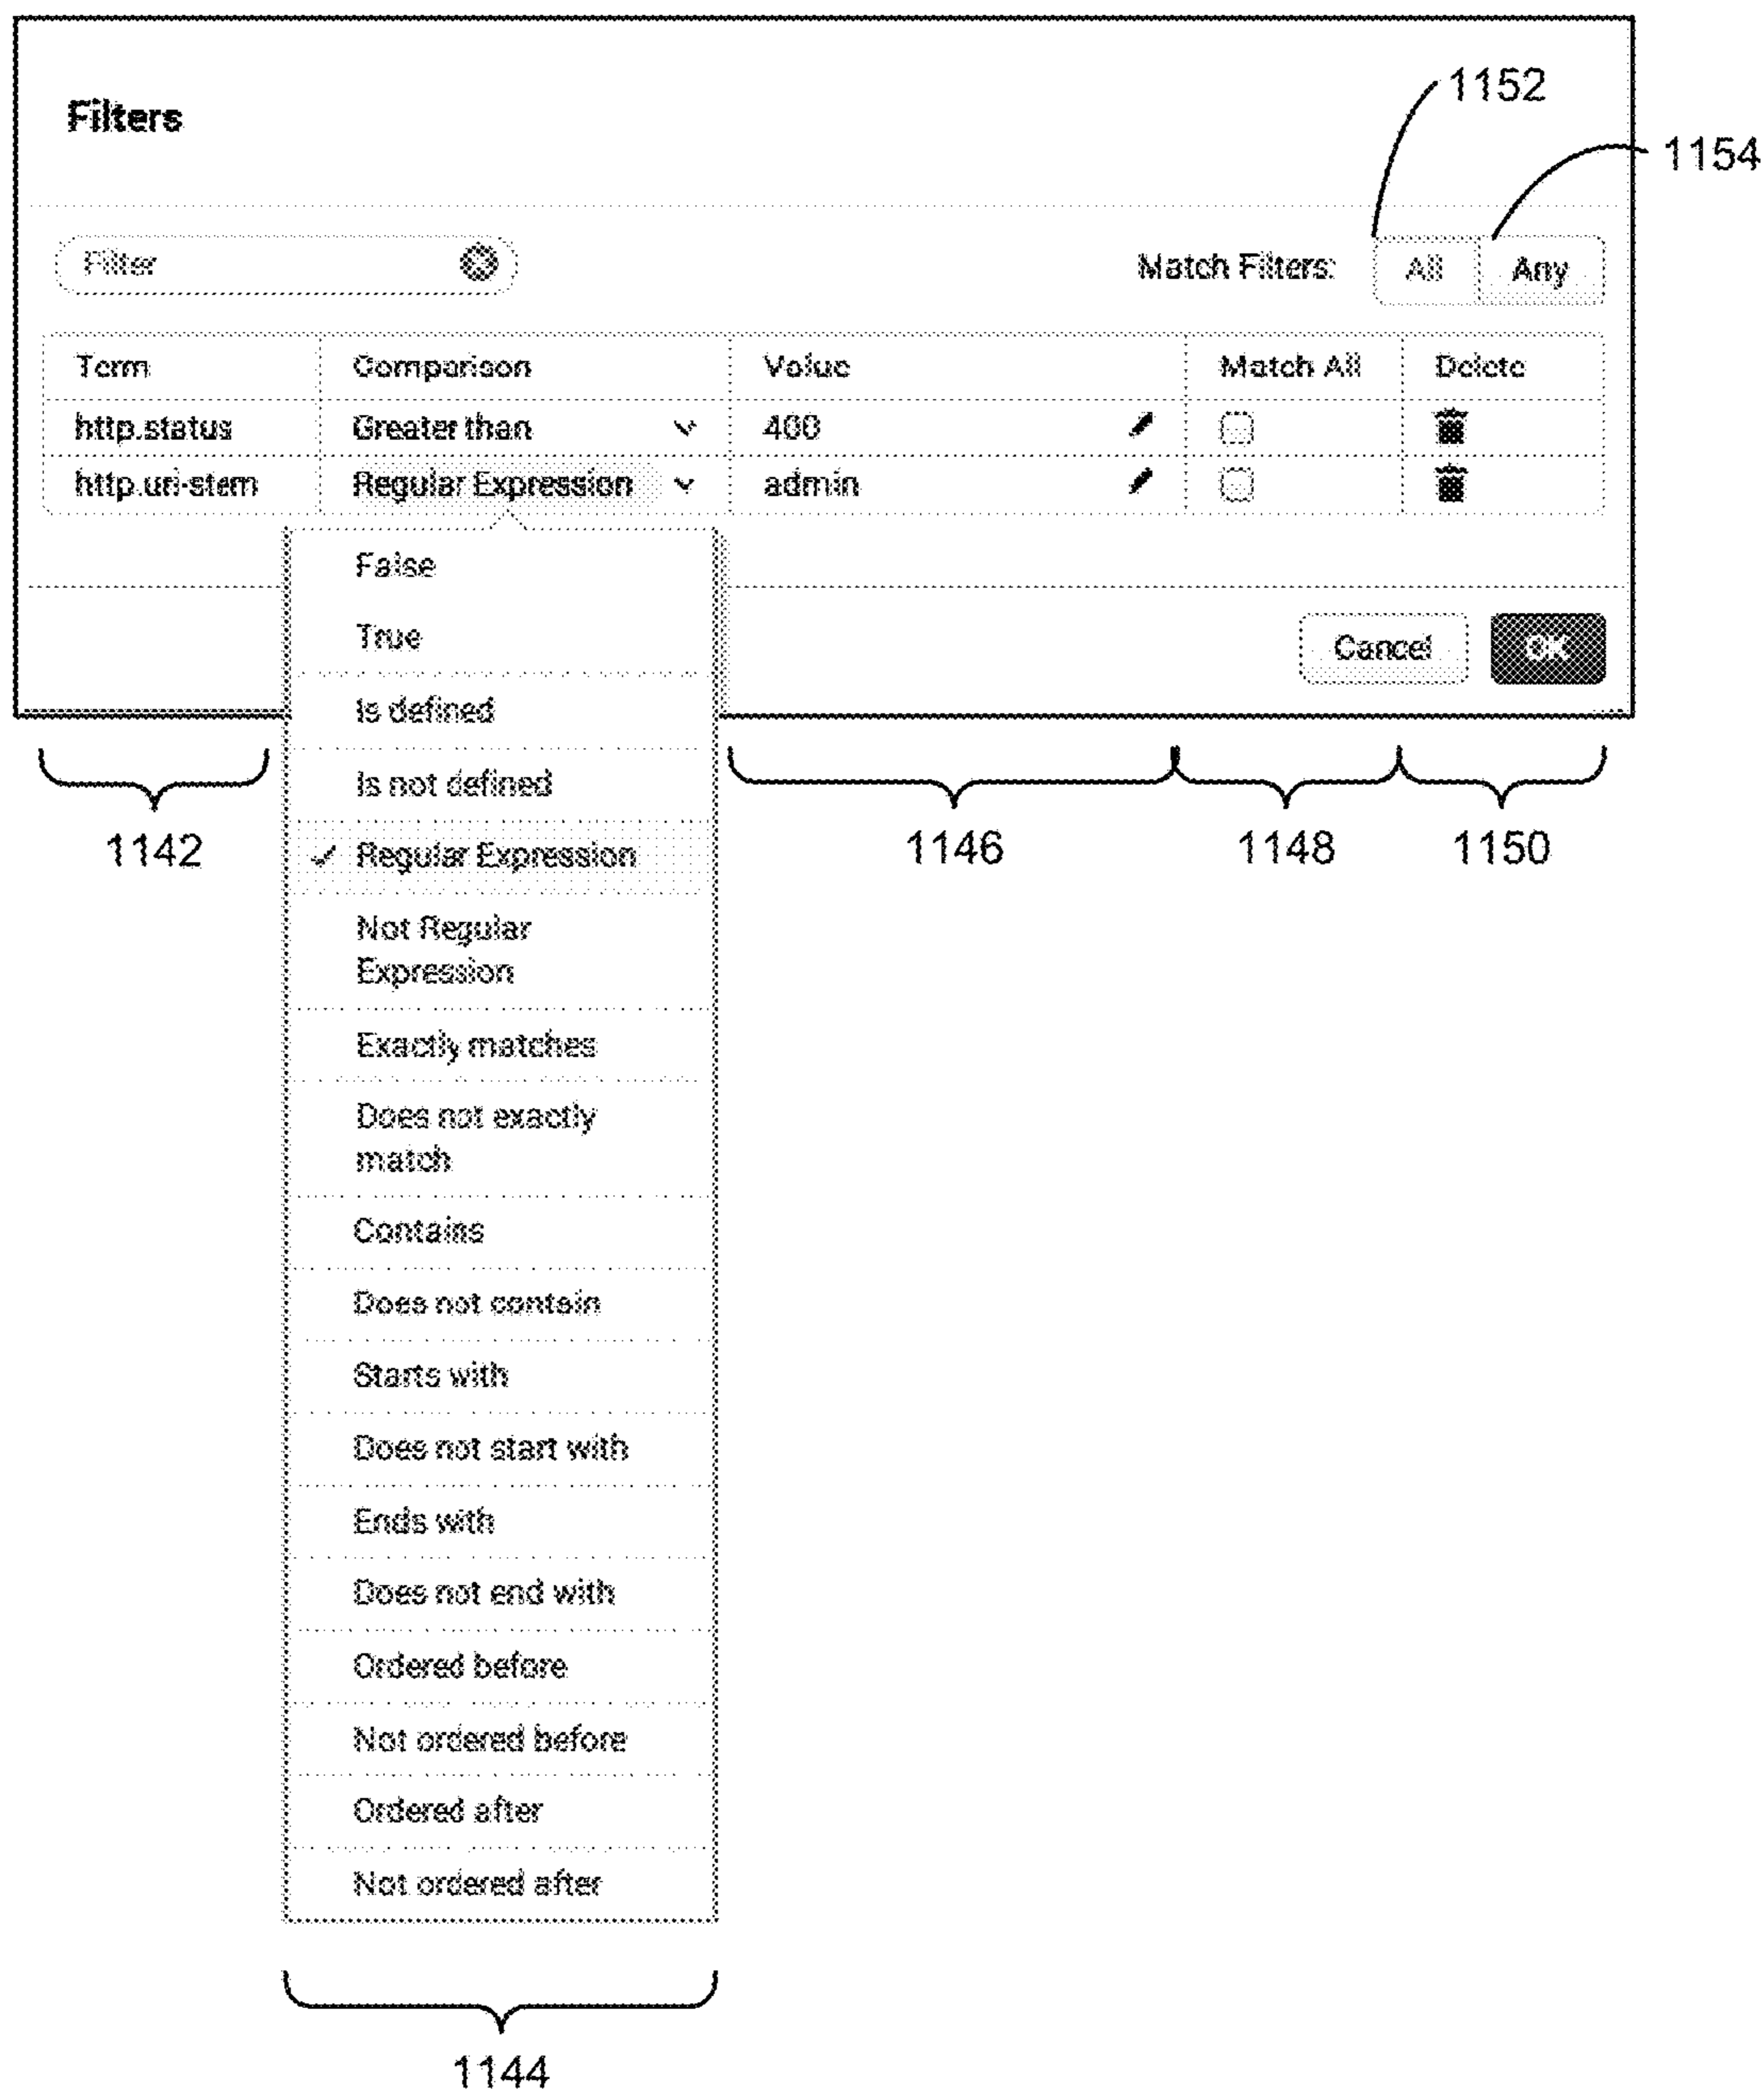 1152
Filters
1154
Filter
Match Filters: All Any
Term Comparison Value Match All Delete
http.status Greater than 400
http.uri-stem Regular Expression admin
False
True
Cancel OK
Is defined
Is not defined
1142 1146 1148 1150
Regular Expression
Not Regular
Expression
Exactly matches
Does not exactly
match
Contains
Does not contain
Starts with
Does not start with
Ends with
Does not end with
Ordered before
Not ordered before
Ordered after
Not ordered after
1144